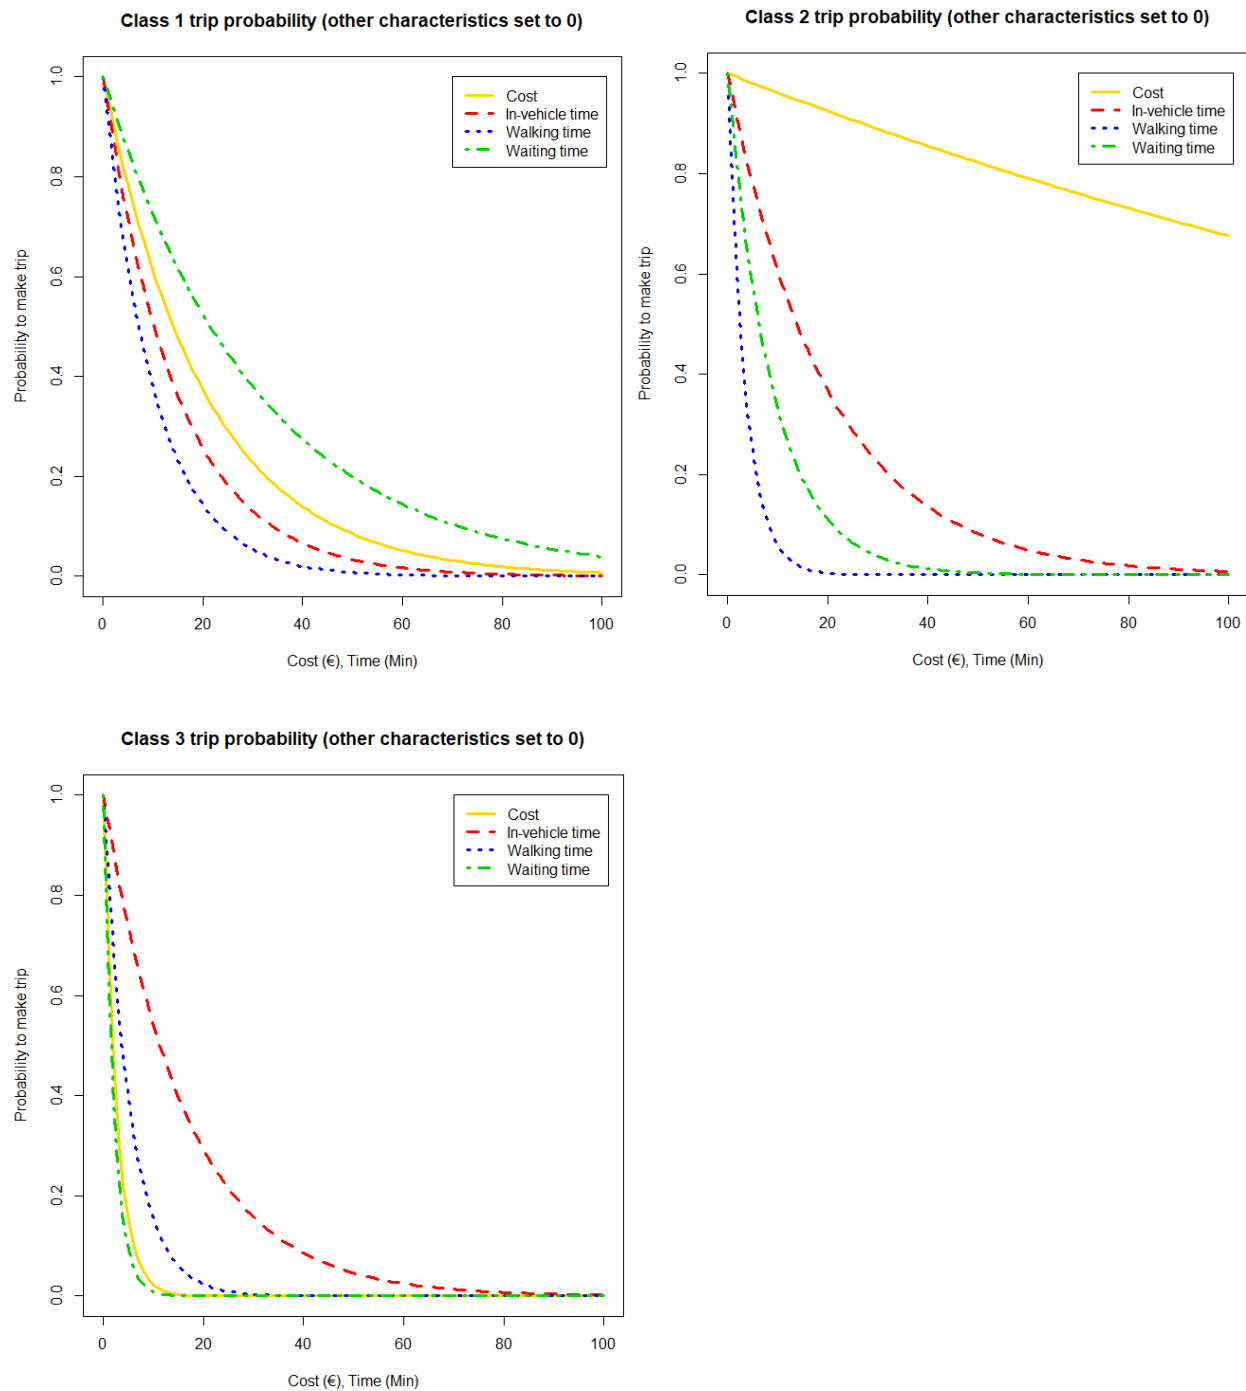 Class 1 trip probability (other characteristics set to 0)
Probability to make trip
1.0
0.8
0.6
0.4
0.2
0.0
Cost
In-vehicle time
Walking time
Waiting time
0 20 40 60 80 100
Cost (€), Time (Min)
Class 2 trip probability (other characteristics set to 0)
Probability to make trip
1.0
0.8
0.6
0.4
0.2
0.0
Cost
In-vehicle time
Walking time
Waiting time
0 20 40 60 80 100
Cost (€), Time (Min)
Class 3 trip probability (other characteristics set to 0)
Probability to make trip
1.0
0.8
0.6
0.4
0.2
0.0
Cost
In-vehicle time
Walking time
Waiting time
0 20 40 60 80 100
Cost (€), Time (Min)